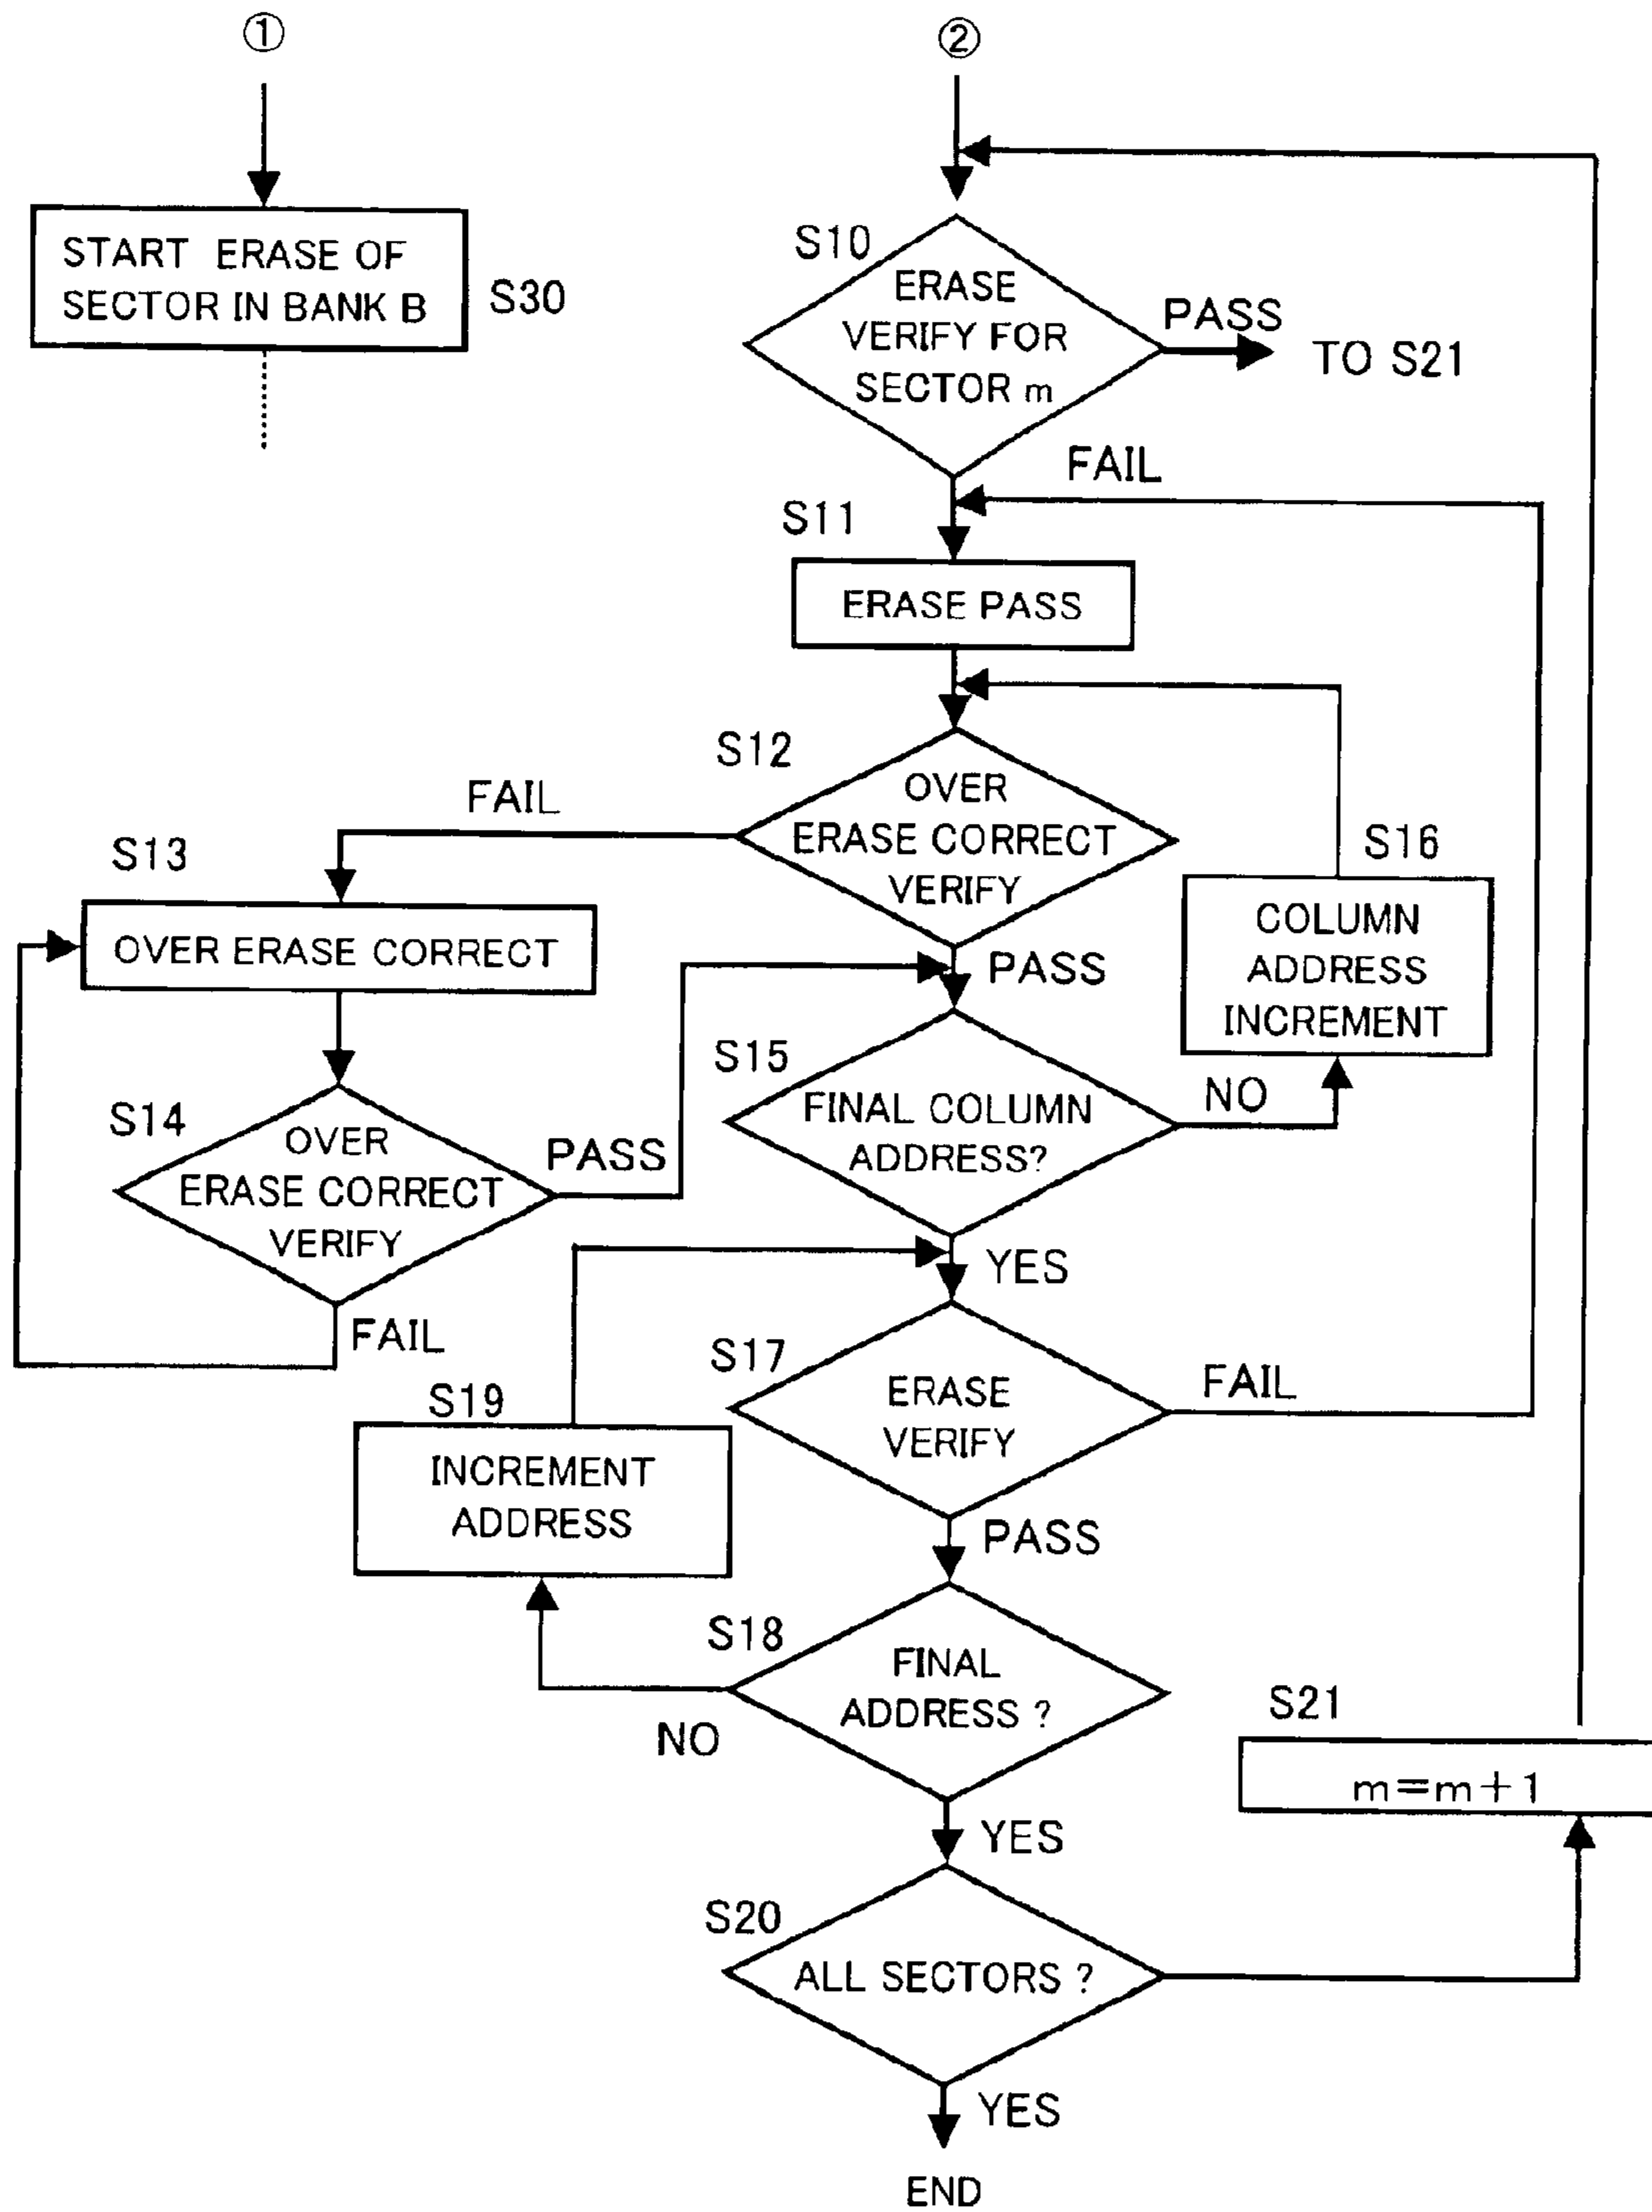 ①
②
START ERASE OF
SECTOR IN BANK B
S30
S10
ERASE
VERIFY FOR
SECTOR m
PASS
TO S21
FAIL
S11
ERASE PASS
S12
OVER
ERASE CORRECT
VERIFY
FAIL
S13
OVER ERASE CORRECT
S16
COLUMN
ADDRESS
INCREMENT
PASS
S14
OVER
ERASE CORRECT
VERIFY
PASS
FAIL
S15
FINAL COLUMN
ADDRESS?
NO
YES
S17
ERASE
VERIFY
FAIL
S19
INCREMENT
ADDRESS
PASS
S18
FINAL
ADDRESS ?
NO
YES
S21
m=m+1
S20
ALL SECTORS ?
YES
END